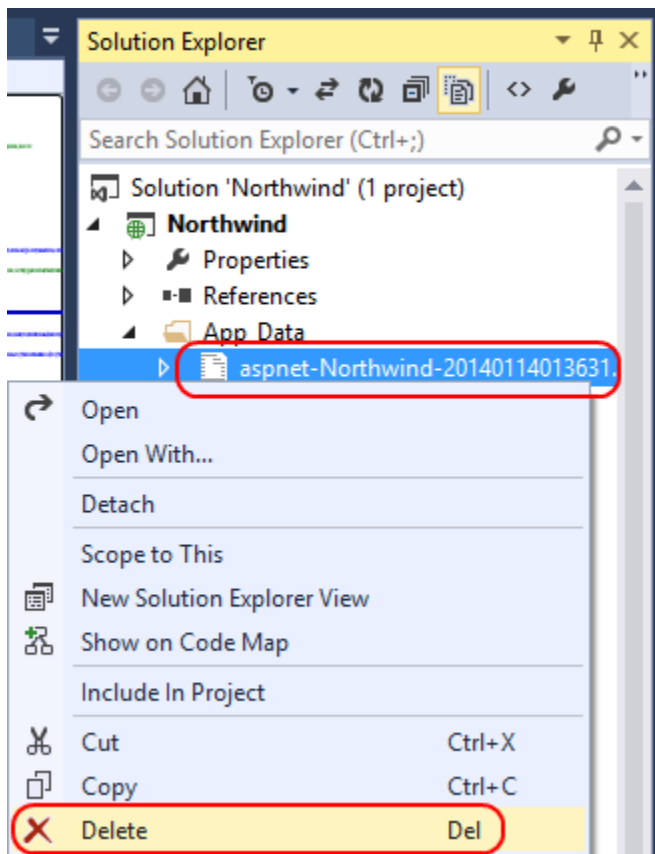 Solution Explorer
Search Solution Explorer (Ctrl+;)
Solution 'Northwind' (1 project)
Northwind
Properties
References
App_Data
aspnet-Northwind-20140114013631.
Open
Open With...
Detach
Scope to This
New Solution Explorer View
Show on Code Map
Include In Project
Cut Ctrl+X
Copy Ctrl+C
Delete Del